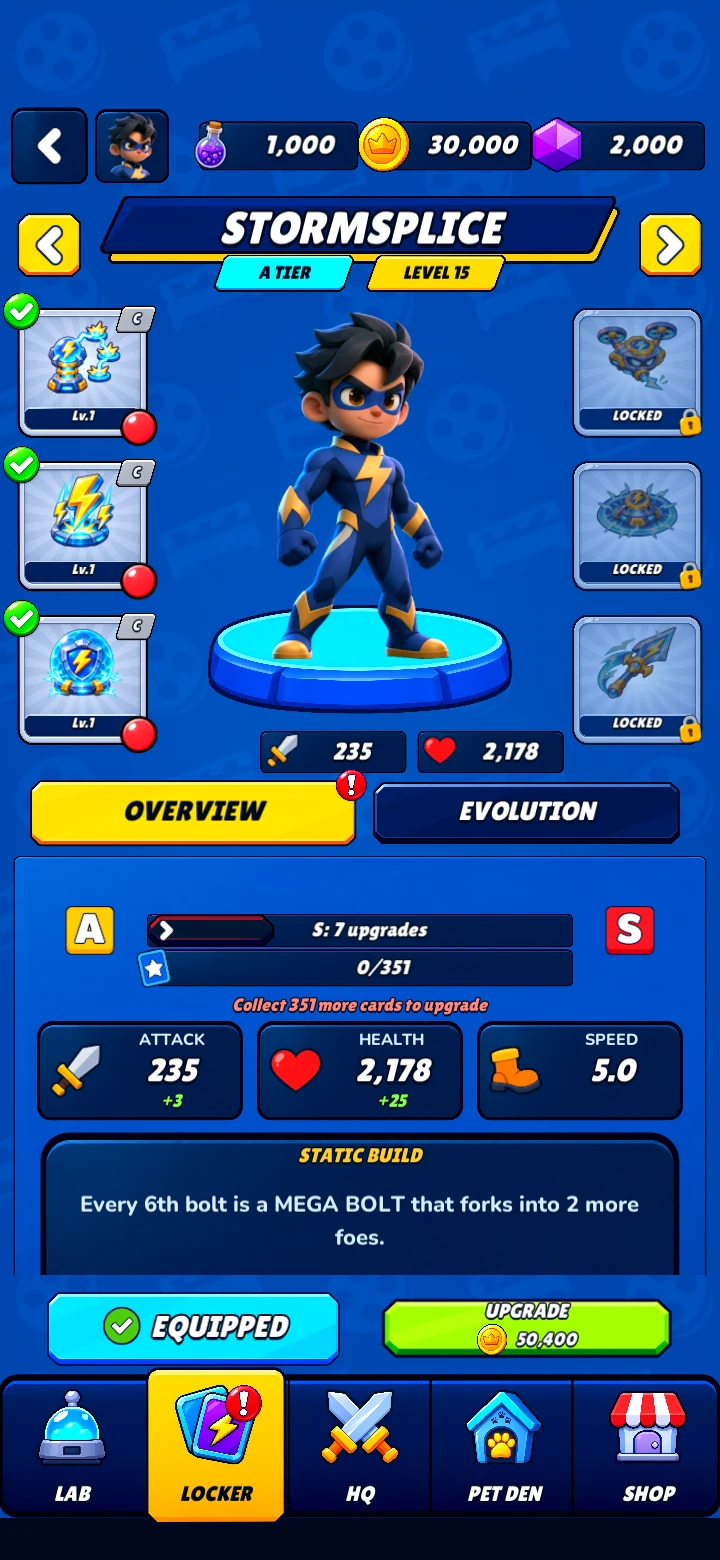 1,000
30,000
2,000
STORMSPLICE
A TIER
LEVEL 15
C
Lv.1
LOCKED
C
Lv.1
LOCKED
C
Lv.1
LOCKED
235
2,178
!
OVERVIEW
EVOLUTION
A
S: 7 upgrades
S
0/351
Collect 351 more cards to upgrade
ATTACK
235
+3
HEALTH
2,178
+25
SPEED
5.0
STATIC BUILD
Every 6th bolt is a MEGA BOLT that forks into 2 more
foes.
EQUIPPED
UPGRADE
50,400
!
LAB
LOCKER
HQ
PET DEN
SHOP